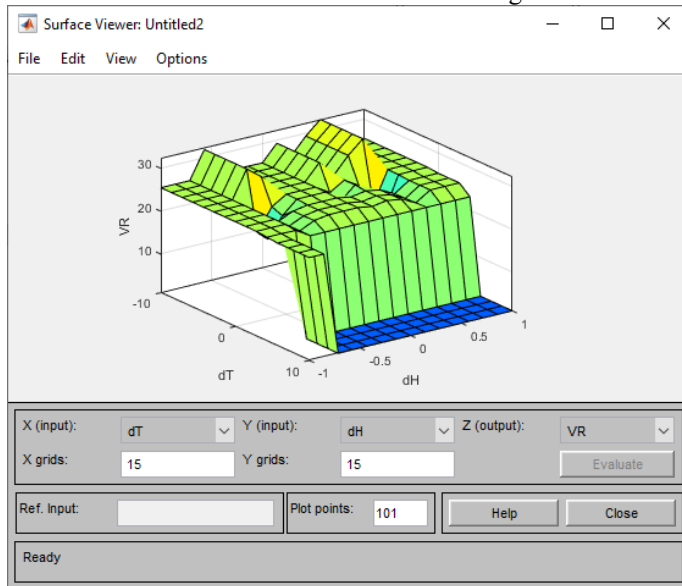 Surface Viewer: Untitled2
File Edit View Options
30
20
10
VR
-10
0
10
dT
-1
-0.5
0
0.5
1
dH
X (input): dT Y (input): dH Z (output): VR
X grids: 15 Y grids: 15 Evaluate
Ref. Input: Plot points: 101 Help Close
Ready